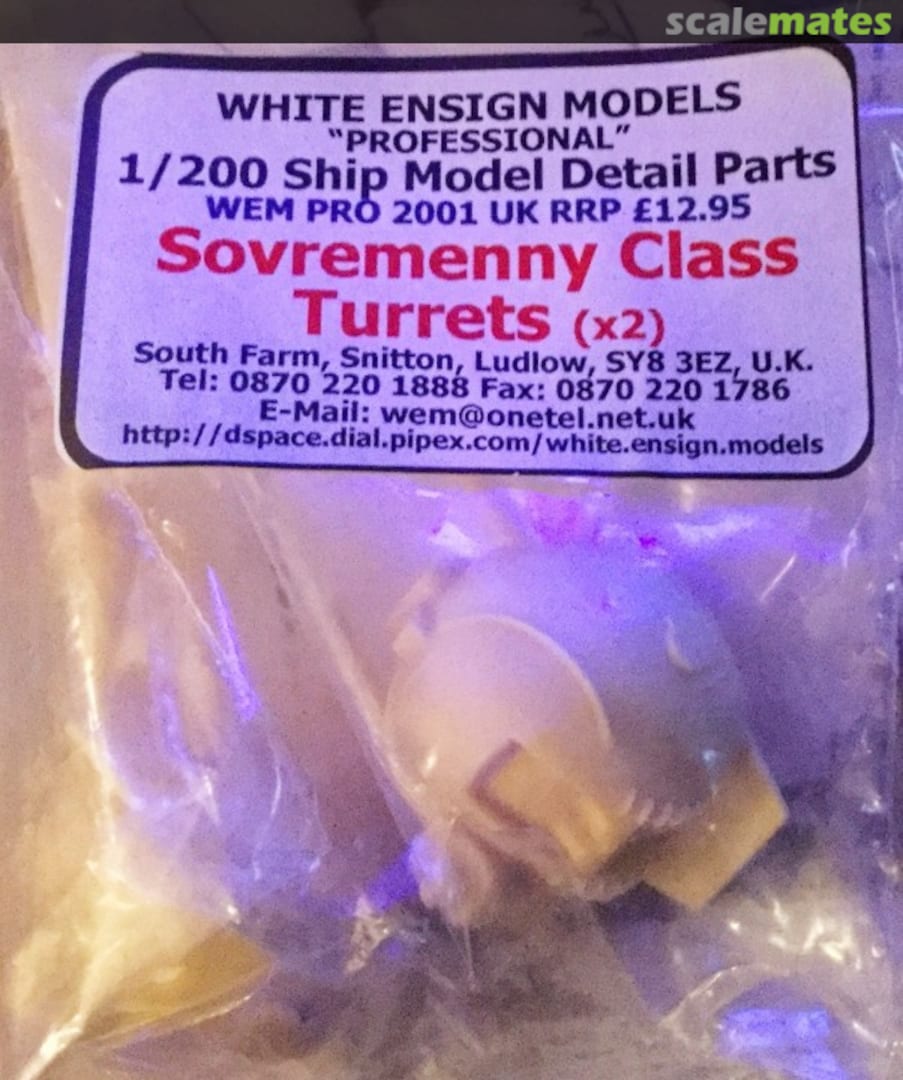 scalemates
WHITE ENSIGN MODELS
"PROFESSIONAL"
1/200 Ship Model Detail Parts
WEM PRO 2001 UK RRP £12.95
Sovremenny Class
Turrets (x2)
South Farm, Snitton, Ludlow, SY8 3EZ, U.K.
Tel: 0870 220 1888 Fax: 0870 220 1786
E-Mail: wem@onetel.net.uk
http://dspace.dial.pipex.com/white.ensign.models